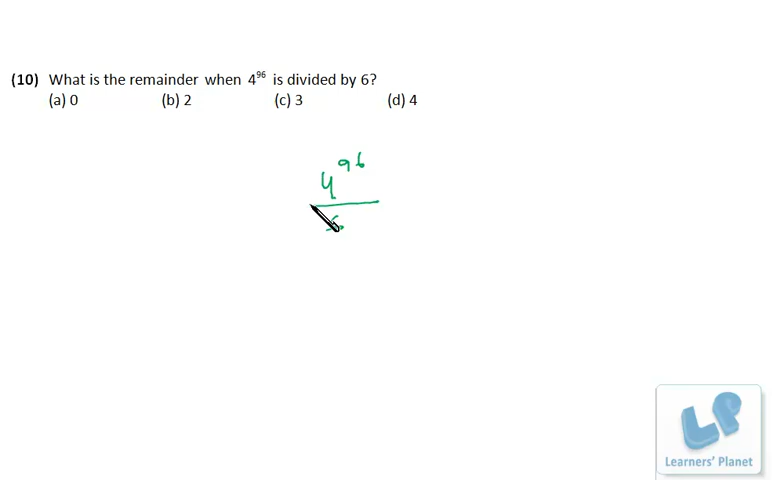 (10) What is the remainder when 4⁹⁶ is divided by 6?
(a) 0 (b) 2 (c) 3 (d) 4
4⁹⁶
LP
Learners' Planet